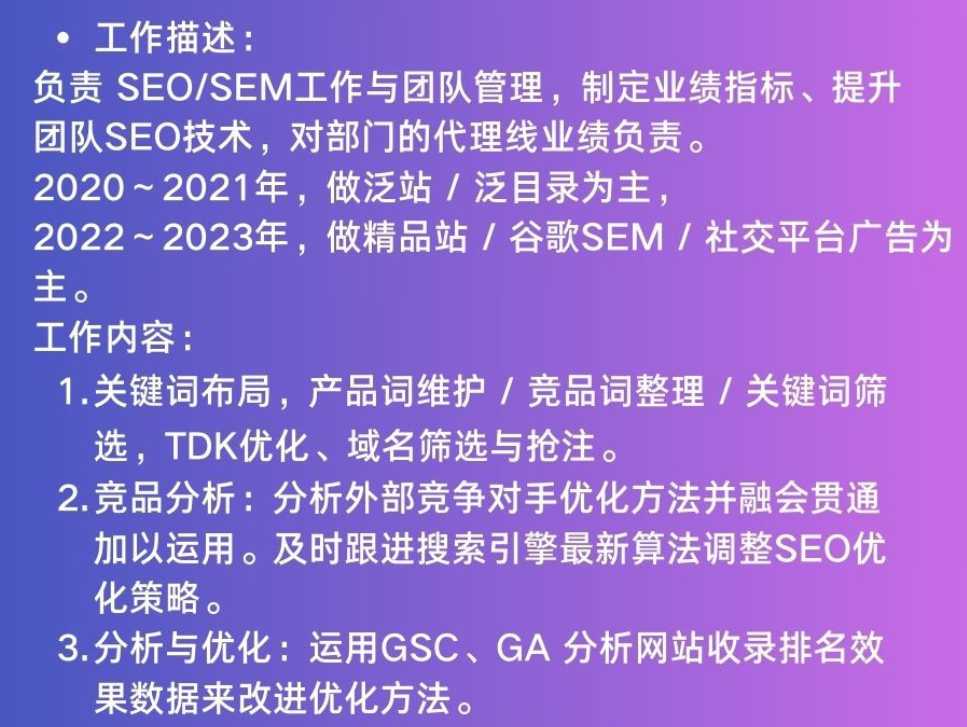 • 工作描述：
负责 SEO/SEM工作与团队管理，制定业绩指标、提升
团队SEO技术，对部门的代理线业绩负责。
2020～2021年，做泛站 / 泛目录为主，
2022～2023年，做精品站 / 谷歌SEM / 社交平台广告为
主。
工作内容：
1.关键词布局，产品词维护 / 竞品词整理 / 关键词筛
选，TDK优化、域名筛选与抢注。
2.竞品分析：分析外部竞争对手优化方法并融会贯通
加以运用。及时跟进搜索引擎最新算法调整SEO优
化策略。
3.分析与优化：运用GSC、GA 分析网站收录排名效
果数据来改进优化方法。